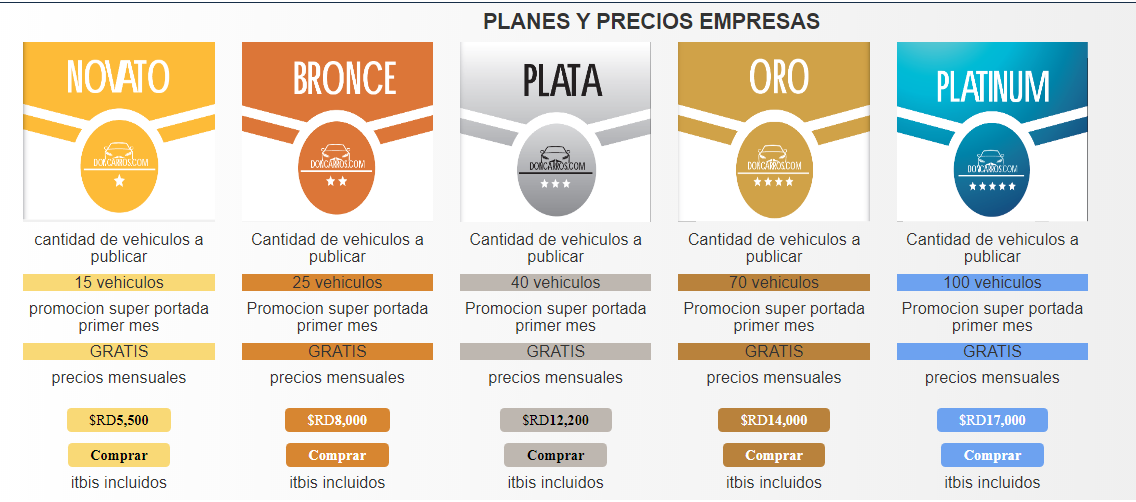 PLANES Y PRECIOS EMPRESAS
NOVATO
DONCARROS.COM
cantidad de vehiculos a
publicar
15 vehiculos
promocion super portada
primer mes
GRATIS
precios mensuales
$RD5,500
Comprar
itbis incluidos
BRONCE
DONCARROS.COM
Cantidad de vehiculos a
publicar
25 vehiculos
Promocion super portada
primer mes
GRATIS
precios mensuales
$RD8,000
Comprar
itbis incluidos
PLATA
DONCARROS.COM
Cantidad de vehiculos a
publicar
40 vehiculos
Promocion super portada
primer mes
GRATIS
precios mensuales
$RD12,200
Comprar
itbis incluidos
ORO
DONCARROS.COM
Cantidad de vehiculos a
publicar
70 vehiculos
Promocion super portada
primer mes
GRATIS
precios mensuales
$RD14,000
Comprar
itbis incluidos
PLATINUM
DONCARROS.COM
Cantidad de vehiculos a
publicar
100 vehiculos
Promocion super portada
primer mes
GRATIS
precios mensuales
$RD17,000
Comprar
itbis incluidos